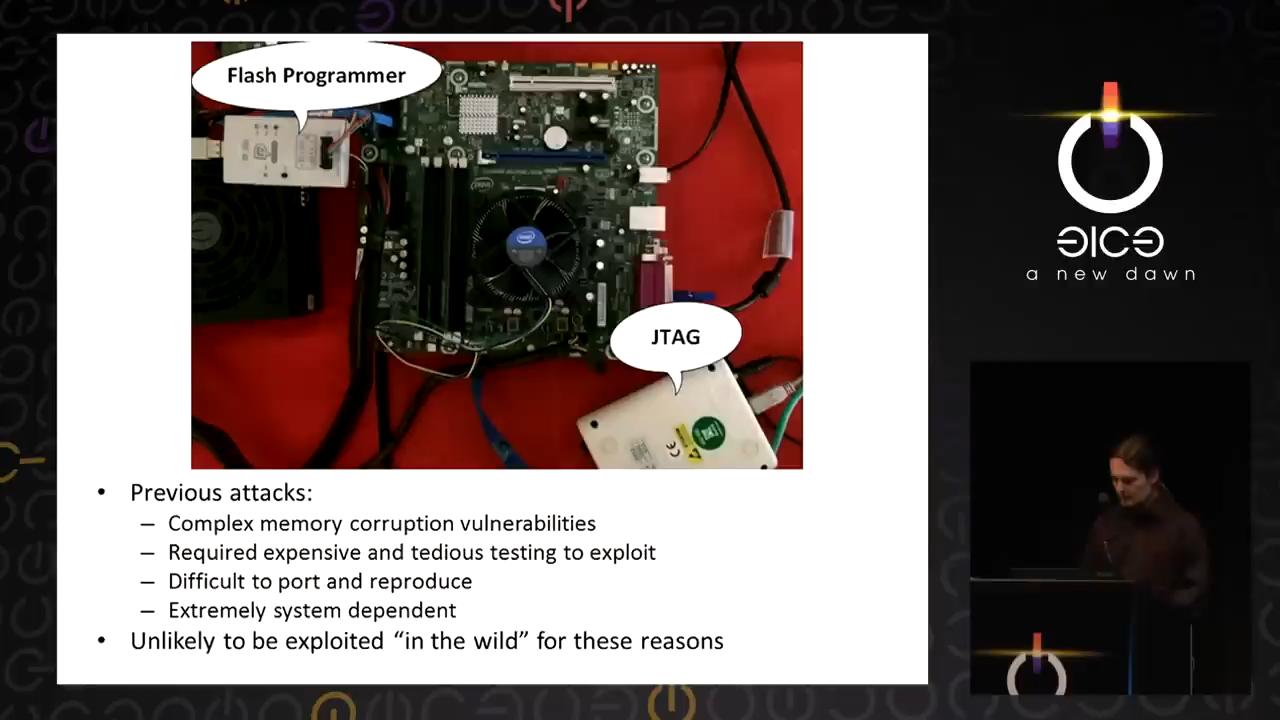 Flash Programmer
JTAG
• Previous attacks:
– Complex memory corruption vulnerabilities
– Required expensive and tedious testing to exploit
– Difficult to port and reproduce
– Extremely system dependent
• Unlikely to be exploited “in the wild” for these reasons
a new dawn